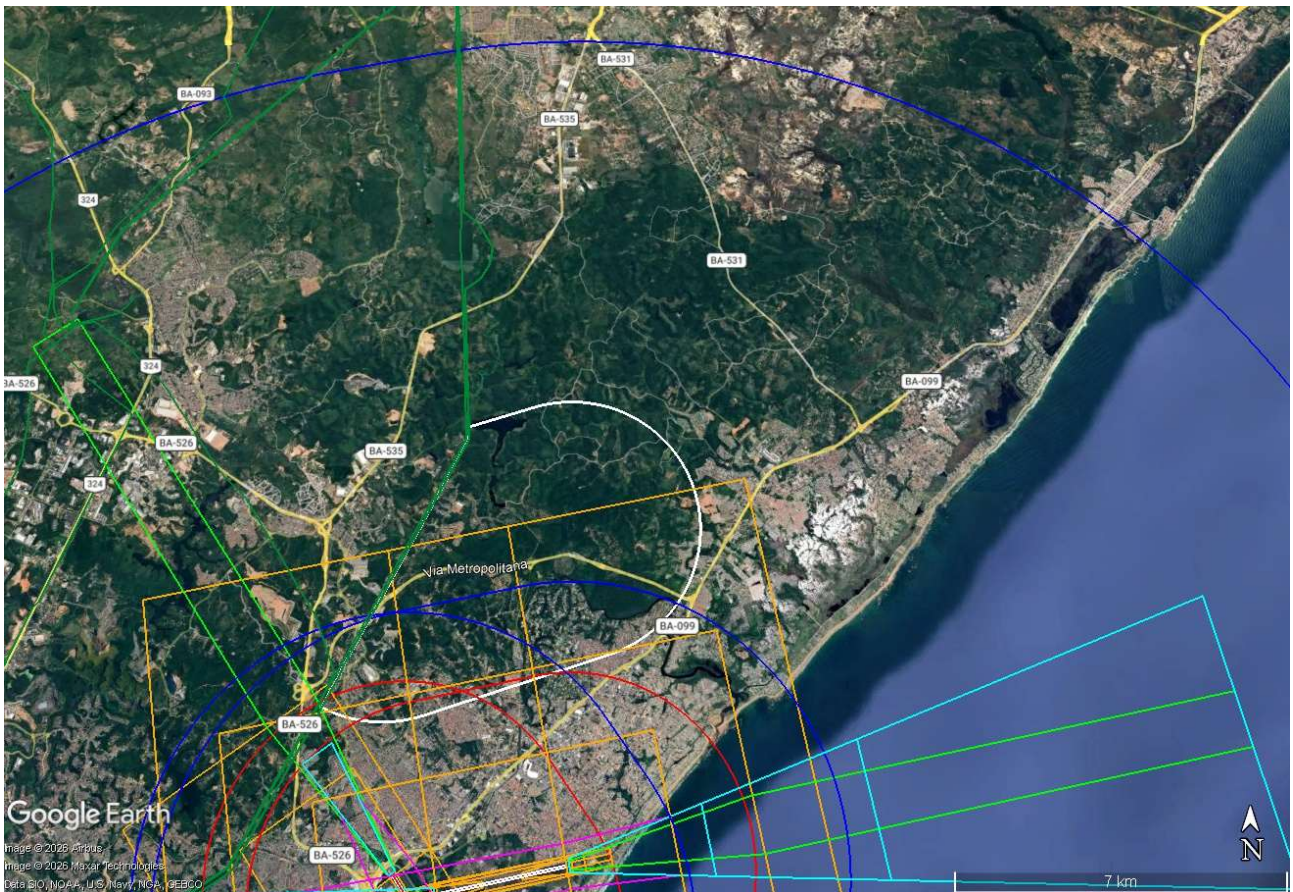 BA-531
BA-093
BA-535
324
BA-531
324
BA-526
BA-099
BA-526
BA-535
324
Via Metropolitana
BA-099
BA-526
Google Earth
Image © 2026 Airbus
Image © 2026 Maxar Technologies
Data SIO, NOAA, U.S. Navy, NGA, GEBCO
BA-526
N
7 km